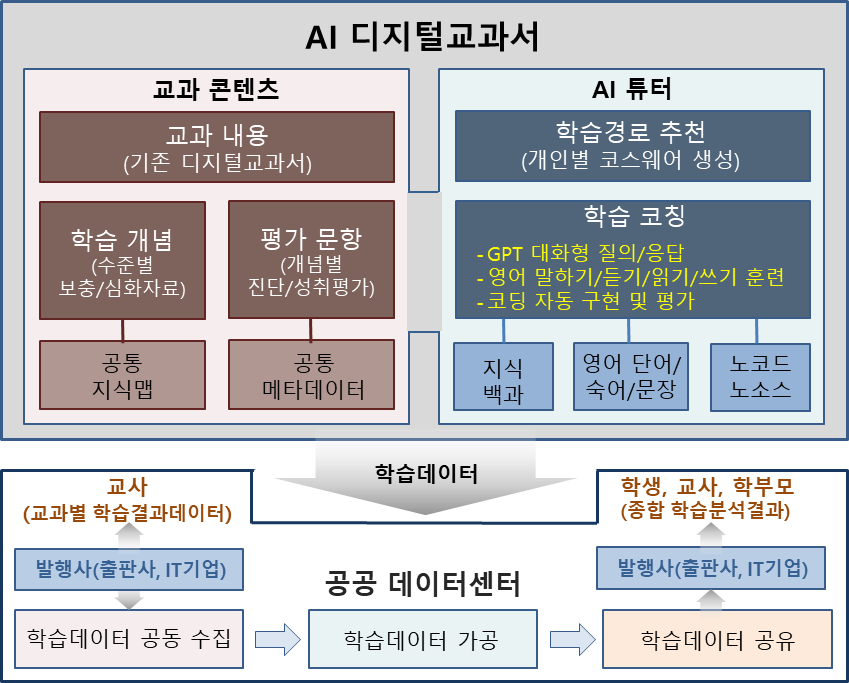 AI 디지털교과서
교과 콘텐츠
교과 내용
(기존 디지털교과서)
학습 개념
(수준별
보충/심화자료)
평가 문항
(개념별
진단/성취평가)
공통
지식맵
공통
메타데이터
AI 튜터
학습경로 추천
(개인별 코스웨어 생성)
학습 코칭
- GPT 대화형 질의/응답
- 영어 말하기/듣기/읽기/쓰기 훈련
- 코딩 자동 구현 및 평가
지식
백과
영어 단어/
숙어/문장
노코드
노소스
학습데이터
교사
(교과별 학습결과데이터)
발행사(출판사, IT기업)
학습데이터 공동 수집
공공 데이터센터
학습데이터 가공
학생, 교사, 학부모
(종합 학습분석결과)
발행사(출판사, IT기업)
학습데이터 공유